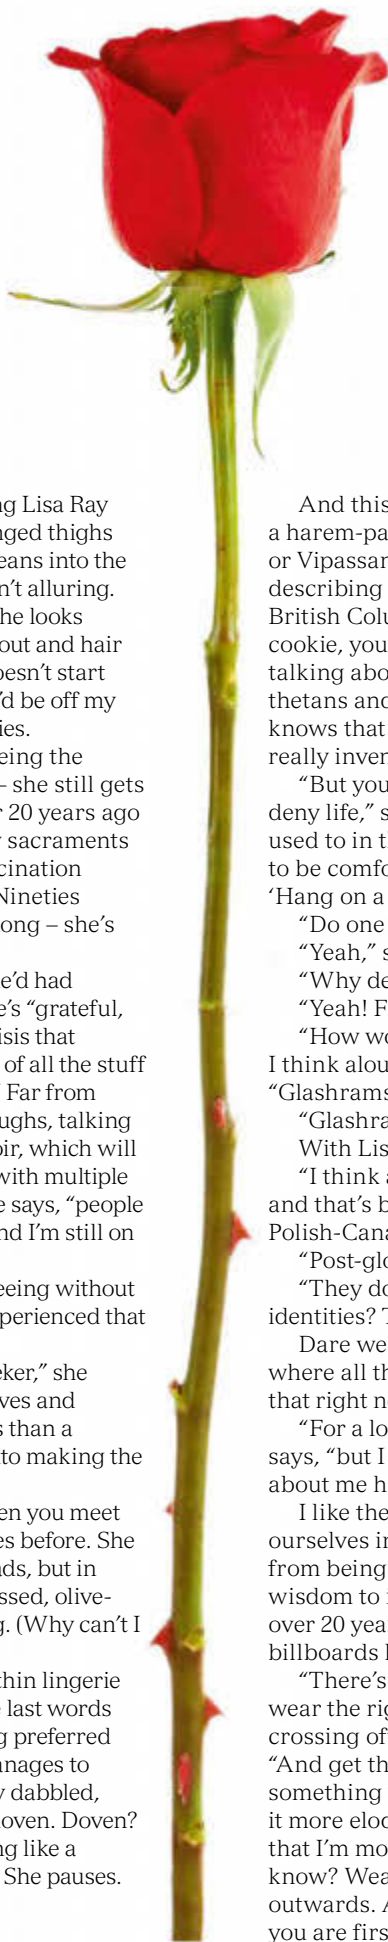 ng Lisa Ray
nged thighs
eans into the
n't alluring.
he looks
out and hair
oesn't start
'd be off my
ies.
eing the
– she still gets
r 20 years ago
y sacraments
cination
Nineties
ong – she's
e'd had
e's “grateful,
isis that
of all the stuff
” Far from
ughs, talking
oir, which will
with multiple
e says, “people
nd I'm still on
eeing without
perienced that
eker,” she
ves and
s than a
to making the
en you meet
es before. She
nds, but in
ssed, olive-
g. (Why can't I
thin lingerie
e last words
g preferred
anages to
y dabbled,
oven. Doven?
ng like a
She pauses.
And this
a harem-pa
or Vipassan
describing
British Colu
cookie, you
talking abo
thetans and
knows that
really inven
“But you
deny life,” s
used to in th
to be comfo
‘Hang on a
“Do one
“Yeah,” s
“Why de
“Yeah! F
“How wo
I think alou
“Glashrams
“Glashra
With Lis
“I think a
and that's b
Polish-Cana
“Post-glo
“They do
identities? T
Dare we
where all th
that right n
“For a lo
says, “but I
about me h
I like the
ourselves in
from being
wisdom to
over 20 yea
billboards
“There's
wear the rig
crossing of
“And get th
something
it more eloq
that I'm mo
know? Wea
outwards. A
you are firs